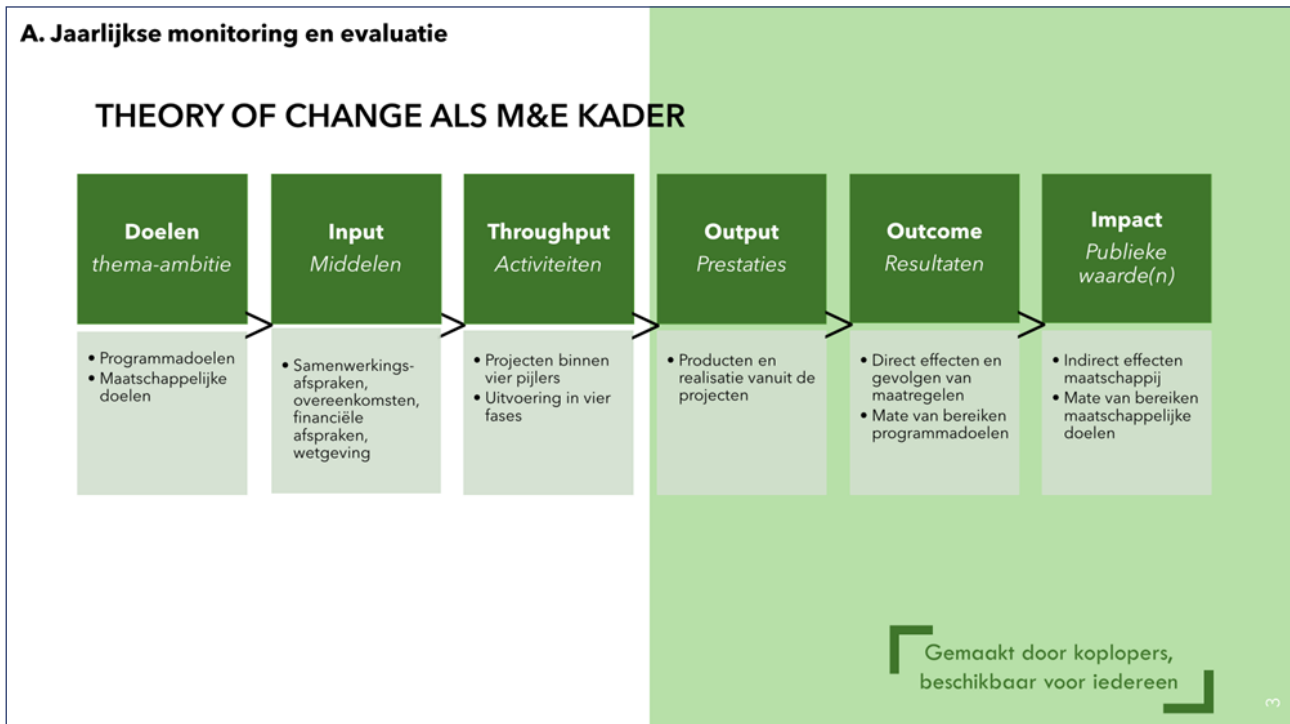 A. Jaarlijkse monitoring en evaluatie
THEORY OF CHANGE ALS M&E KADER
Doelen
thema-ambitie
• Programmadoelen
• Maatschappelijke
doelen
Input
Middelen
• Samenwerkings-
afspraken,
overeenkomsten,
financiële
afspraken,
wetgeving
Throughput
Activiteiten
• Projecten binnen
vier pijlers
• Uitvoering in vier
fases
Output
Prestaties
• Producten en
realisatie vanuit de
projecten
Outcome
Resultaten
• Direct effecten en
gevolgen van
maatregelen
• Mate van bereiken
programmadoelen
Impact
Publieke
waarde(n)
• Indirect effecten
maatschappij
• Mate van bereiken
maatschappelijke
doelen
Gemaakt door koplopers,
beschikbaar voor iedereen
3